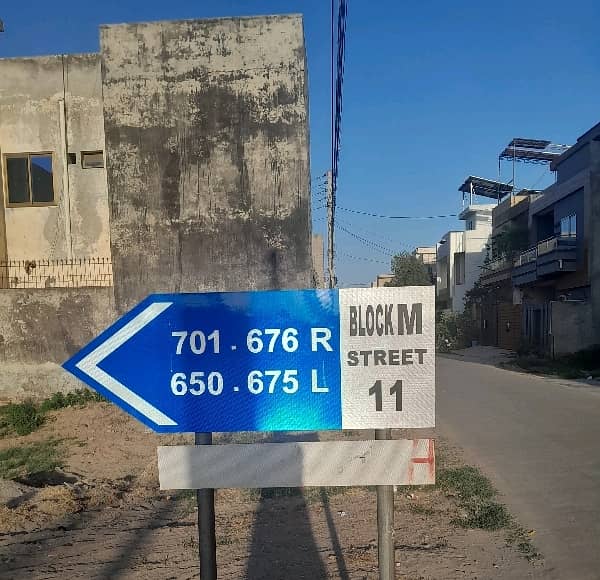 701 - 676 R
650 - 675 L
BLOCK M
STREET
11
H